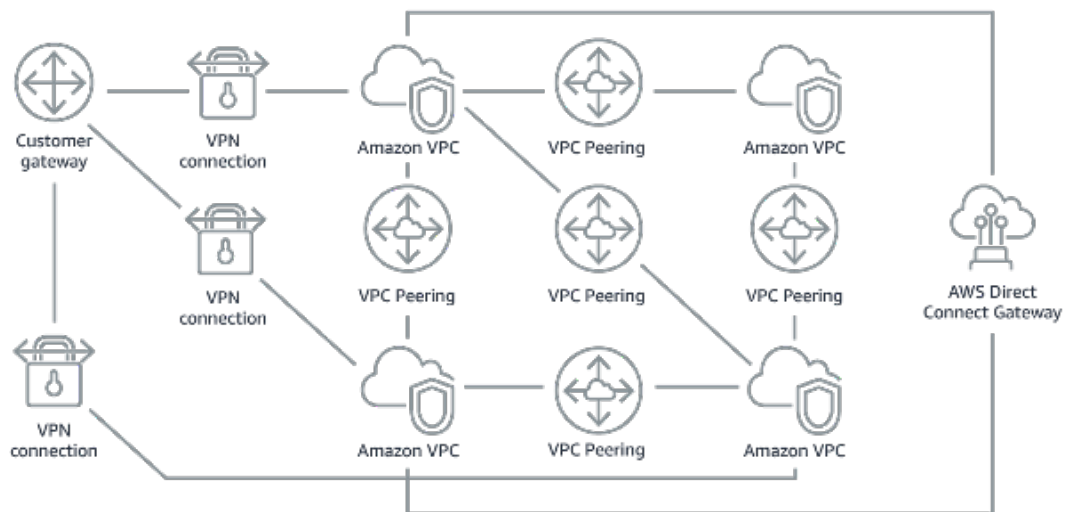 Customer
gateway
VPN
connection
Amazon VPC
VPC Peering
Amazon VPC
VPN
connection
VPC Peering
VPC Peering
VPC Peering
AWS Direct
Connect Gateway
VPN
connection
Amazon VPC
VPC Peering
Amazon VPC